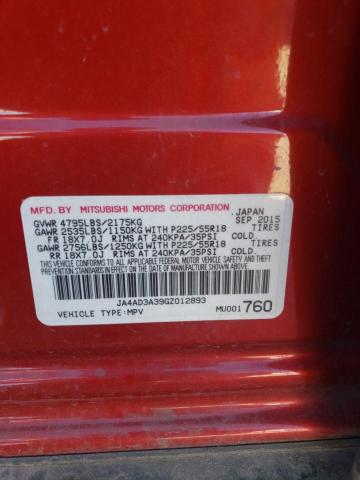 MFD BY MITSUBISHI MOTORS CORPORATION JAPAN
GVWR 4795LBS/2175KG SEP 2015
GAWR 2535LBS/1150KG WITH P225/55R18 TIRES
FR 18X7.0J RIMS AT 240KPA/35PSI COLD.
GAWR 2756LBS/1250KG WITH P225/55R18 TIRES
RR 18X7.0J RIMS AT 240KPA/35PSI COLD.
THIS VEHICLE CONFORMS TO ALL APPLICABLE FEDERAL MOTOR VEHICLE SAFETY AND THEFT
PREVENTION STANDARDS IN EFFECT ON THE DATE OF MANUFACTURE SHOWN ABOVE.
JA4AD3A39GZ012893
VEHICLE TYPE:MPV MU001 760